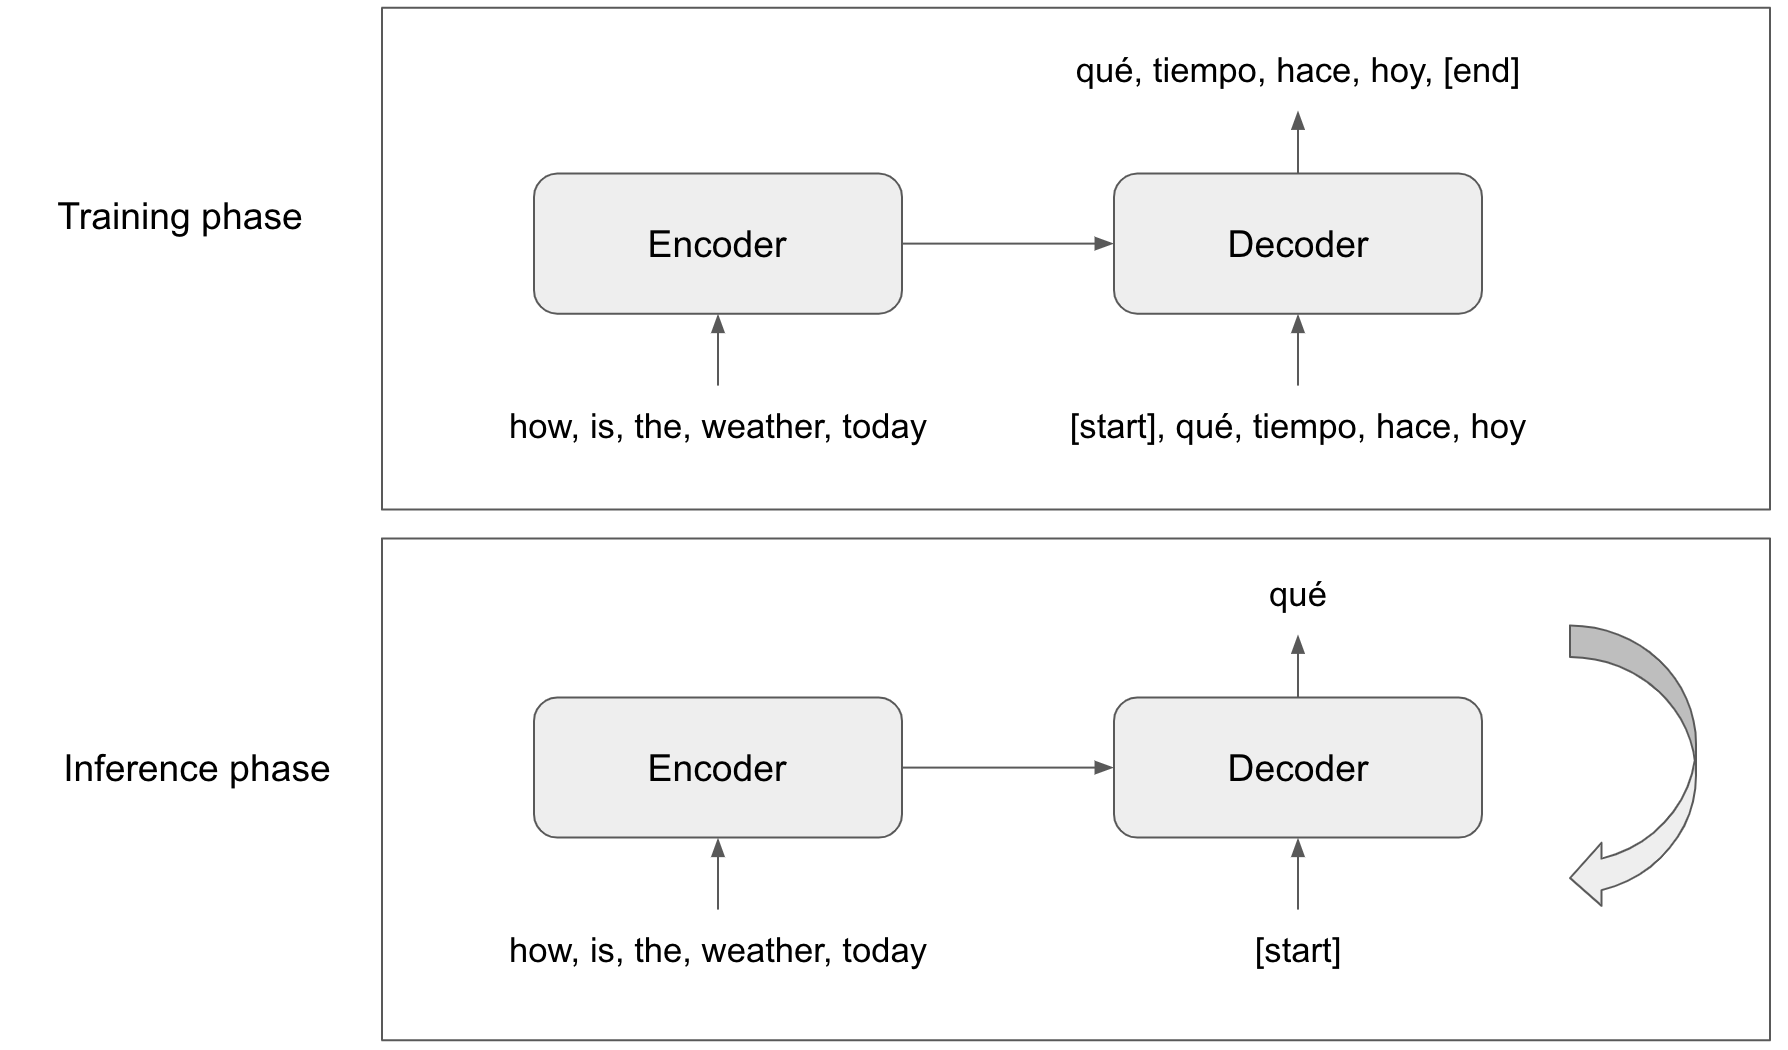 qué, tiempo, hace, hoy, [end]
Training phase
Encoder
Decoder
how, is, the, weather, today
[start], qué, tiempo, hace, hoy
qué
Inference phase
Encoder
Decoder
how, is, the, weather, today
[start]